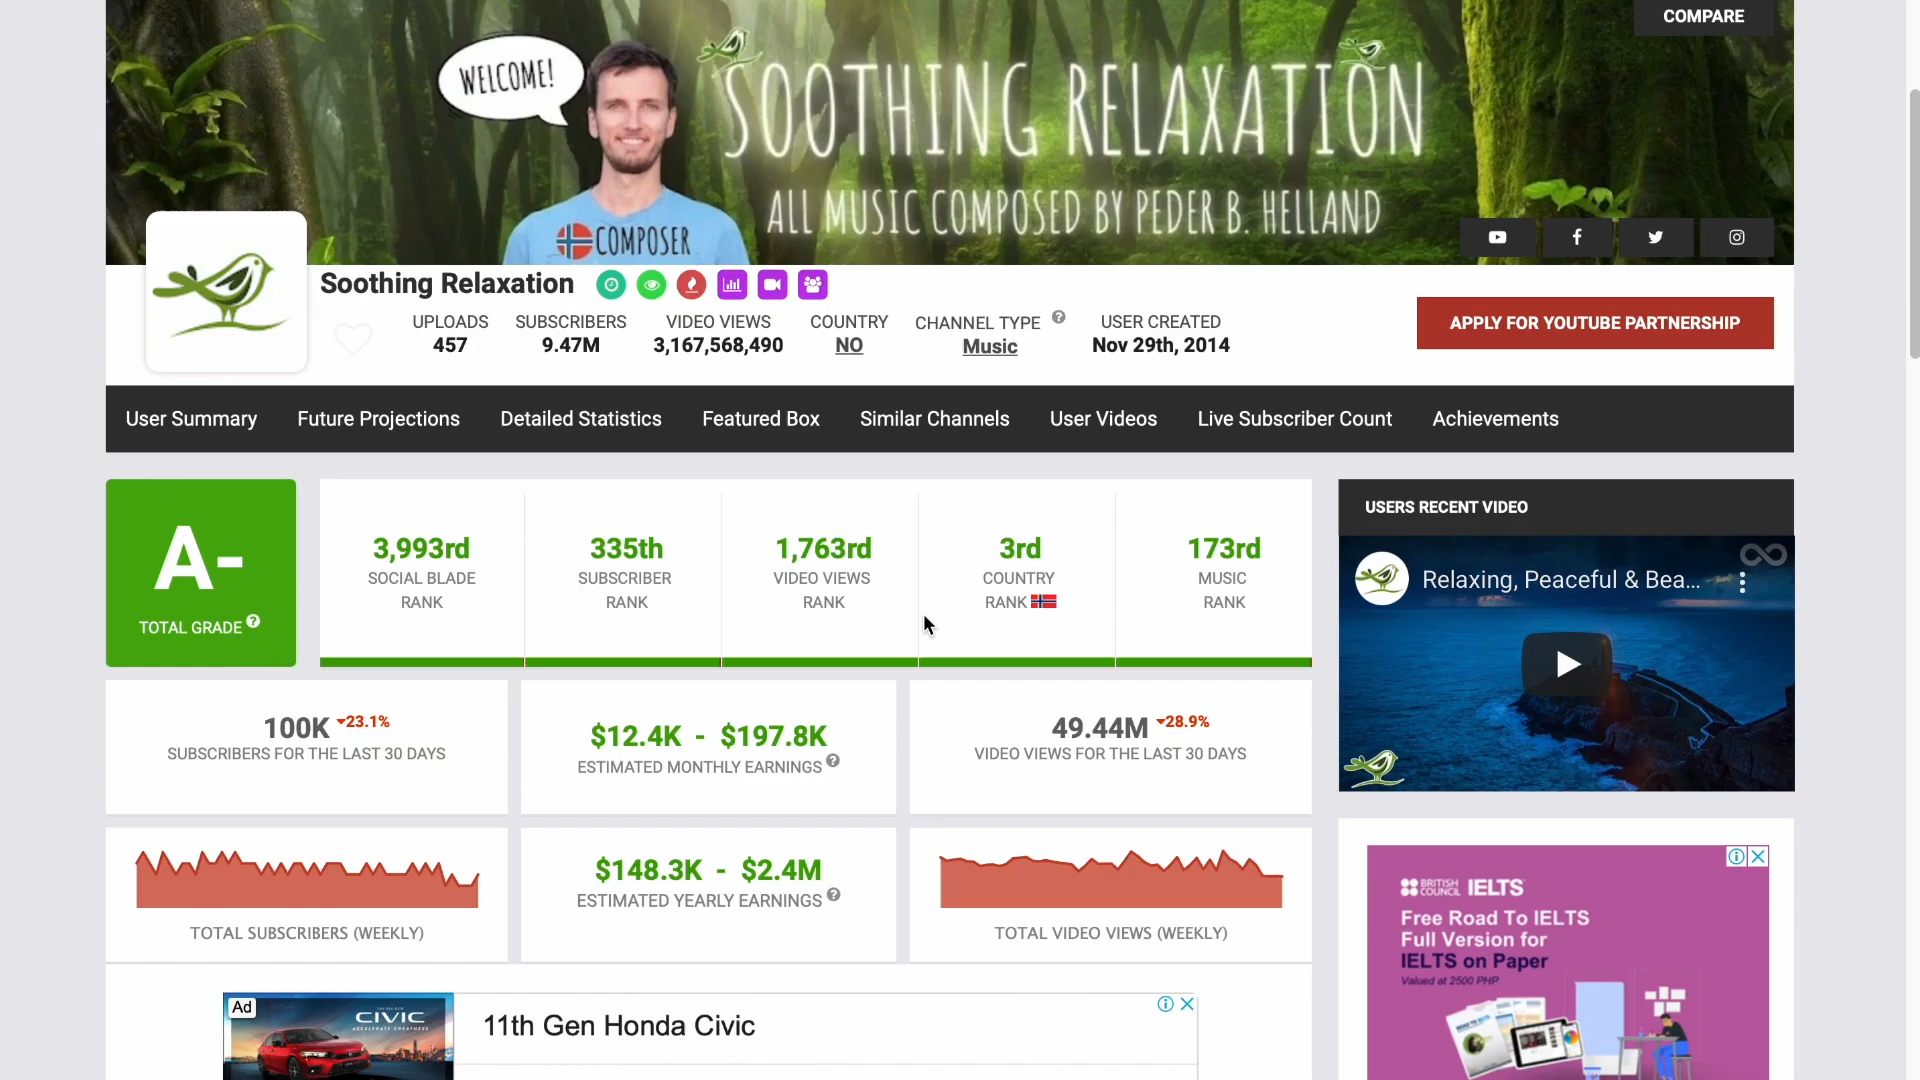 COMPARE
WELCOME!
SOOTHING RELAXATION
ALL MUSIC COMPOSED BY PEDER B. HELLAND
COMPOSER
Soothing Relaxation
UPLOADS
457
SUBSCRIBERS
9.47M
VIDEO VIEWS
3,167,568,490
COUNTRY
NO
CHANNEL TYPE
Music
USER CREATED
Nov 29th, 2014
APPLY FOR YOUTUBE PARTNERSHIP
User Summary Future Projections Detailed Statistics Featured Box Similar Channels User Videos Live Subscriber Count Achievements
A-
TOTAL GRADE
3,993rd
SOCIAL BLADE
RANK
335th
SUBSCRIBER
RANK
1,763rd
VIDEO VIEWS
RANK
3rd
COUNTRY
RANK
173rd
MUSIC
RANK
USERS RECENT VIDEO
Relaxing, Peaceful & Bea...
100K 23.1%
SUBSCRIBERS FOR THE LAST 30 DAYS
$12.4K - $197.8K
ESTIMATED MONTHLY EARNINGS
49.44M 28.9%
VIDEO VIEWS FOR THE LAST 30 DAYS
TOTAL SUBSCRIBERS (WEEKLY)
$148.3K - $2.4M
ESTIMATED YEARLY EARNINGS
TOTAL VIDEO VIEWS (WEEKLY)
Ad
CIVIC
11th Gen Honda Civic
BRITISH COUNCIL IELTS
Free Road To IELTS
Full Version for
IELTS on Paper
Valued at 2500 PHP